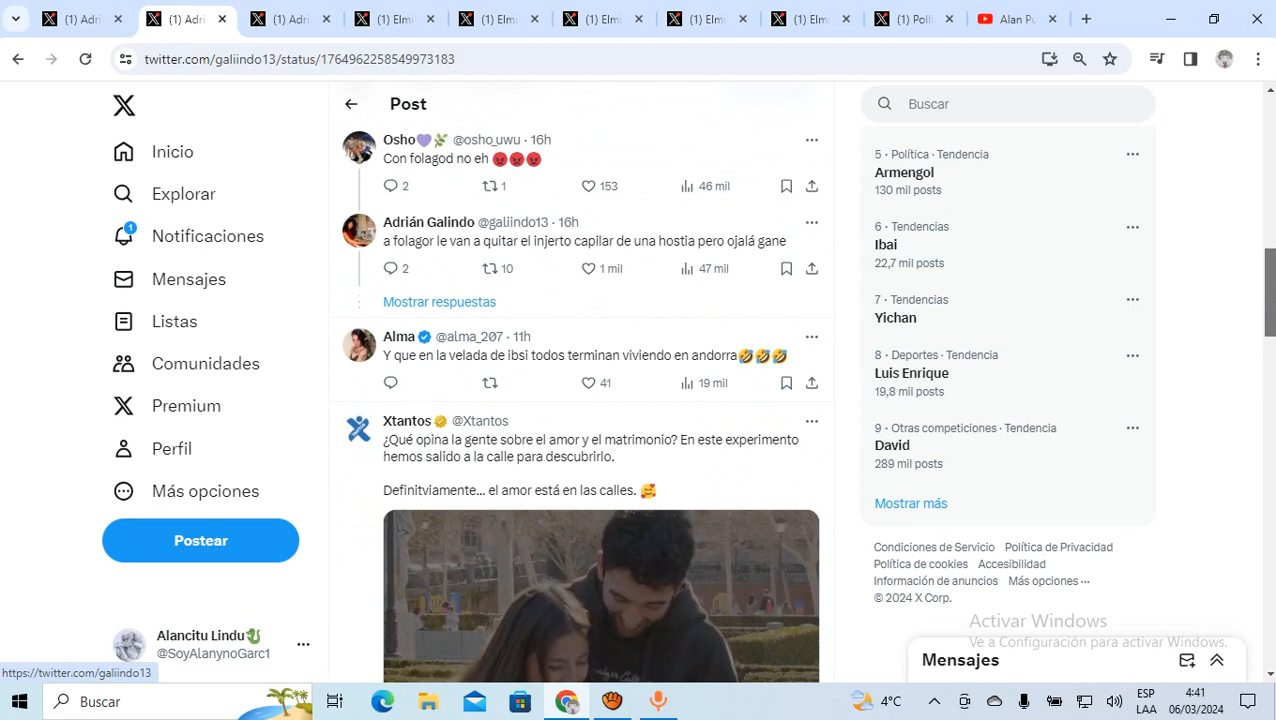 (1) Adri
(1) Adri
(1) Adri
(1) Elmi
(1) Elmi
(1) Elmi
(1) Elmi
(1) Elmi
(1) Poli
Alan Pu
twitter.com/galiindo13/status/1764962258549973183
X
Inicio
Explorar
1
Notificaciones
Mensajes
Listas
Comunidades
Premium
Perfil
Más opciones
Postear
Alancitu Lindu
@SoyAlanynoGarc1
https://twitter.com/galiindo13
Post
Osho @osho_uwu · 16h
Con folagod no eh
2 1 153 46 mil
Adrián Galindo @galiindo13 · 16h
a folagor le van a quitar el injerto capilar de una hostia pero ojalá gane
2 10 1 mil 47 mil
Mostrar respuestas
Alma @alma_207 · 11h
Y que en la velada de ibsi todos terminan viviendo en andorra🤣🤣🤣
41 19 mil
Xtantos @Xtantos
¿Qué opina la gente sobre el amor y el matrimonio? En este experimento
hemos salido a la calle para descubrirlo.
Definitviamente... el amor está en las calles. 🥰
Buscar
5 · Política · Tendencia
Armengol
130 mil posts
6 · Tendencias
Ibai
22,7 mil posts
7 · Tendencias
Yichan
8 · Deportes · Tendencia
Luis Enrique
19,8 mil posts
9 · Otras competiciones · Tendencia
David
289 mil posts
Mostrar más
Condiciones de Servicio Política de Privacidad
Política de cookies Accesibilidad
Información de anuncios Más opciones ···
© 2024 X Corp.
Activar Windows
Ve a Configuración para activar Windows.
Mensajes
Buscar
4°C
ESP
LAA
4:41
06/03/2024